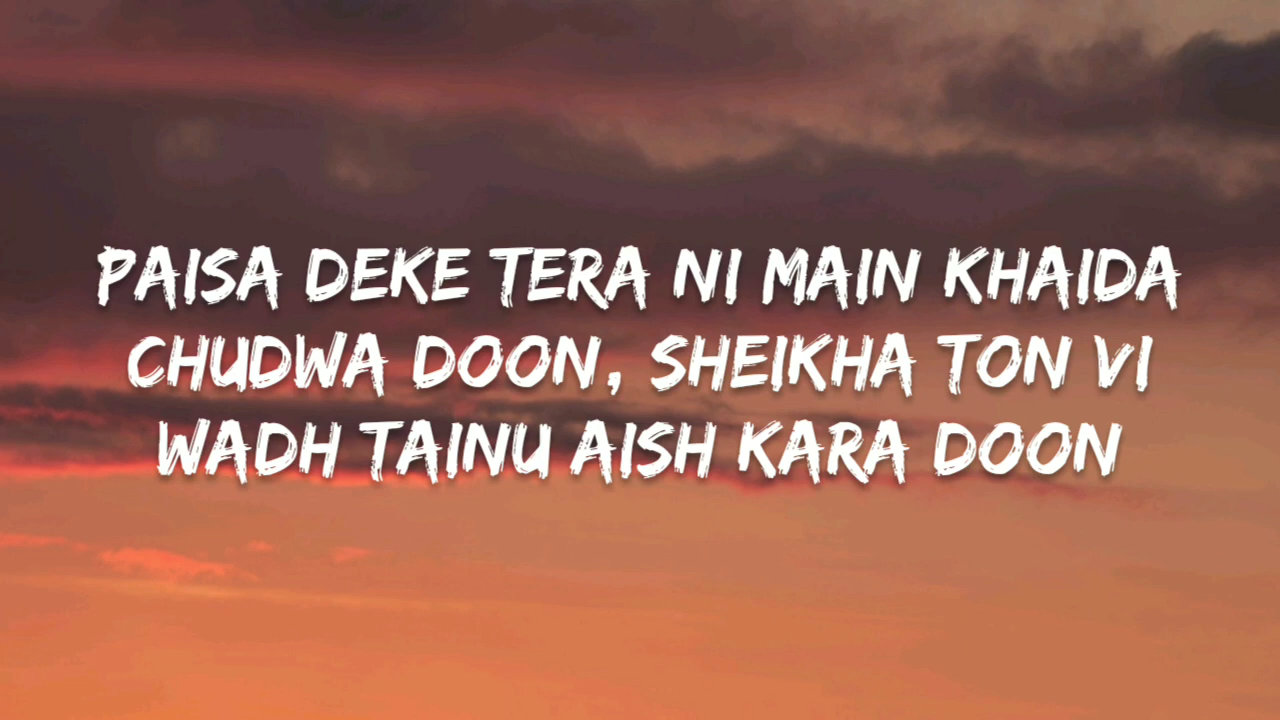 PAISA DEKE TERA NI MAIN KHAIDA
CHUDWA DOON, SHEIKHA TON VI
WADH TAINU AISH KARA DOON